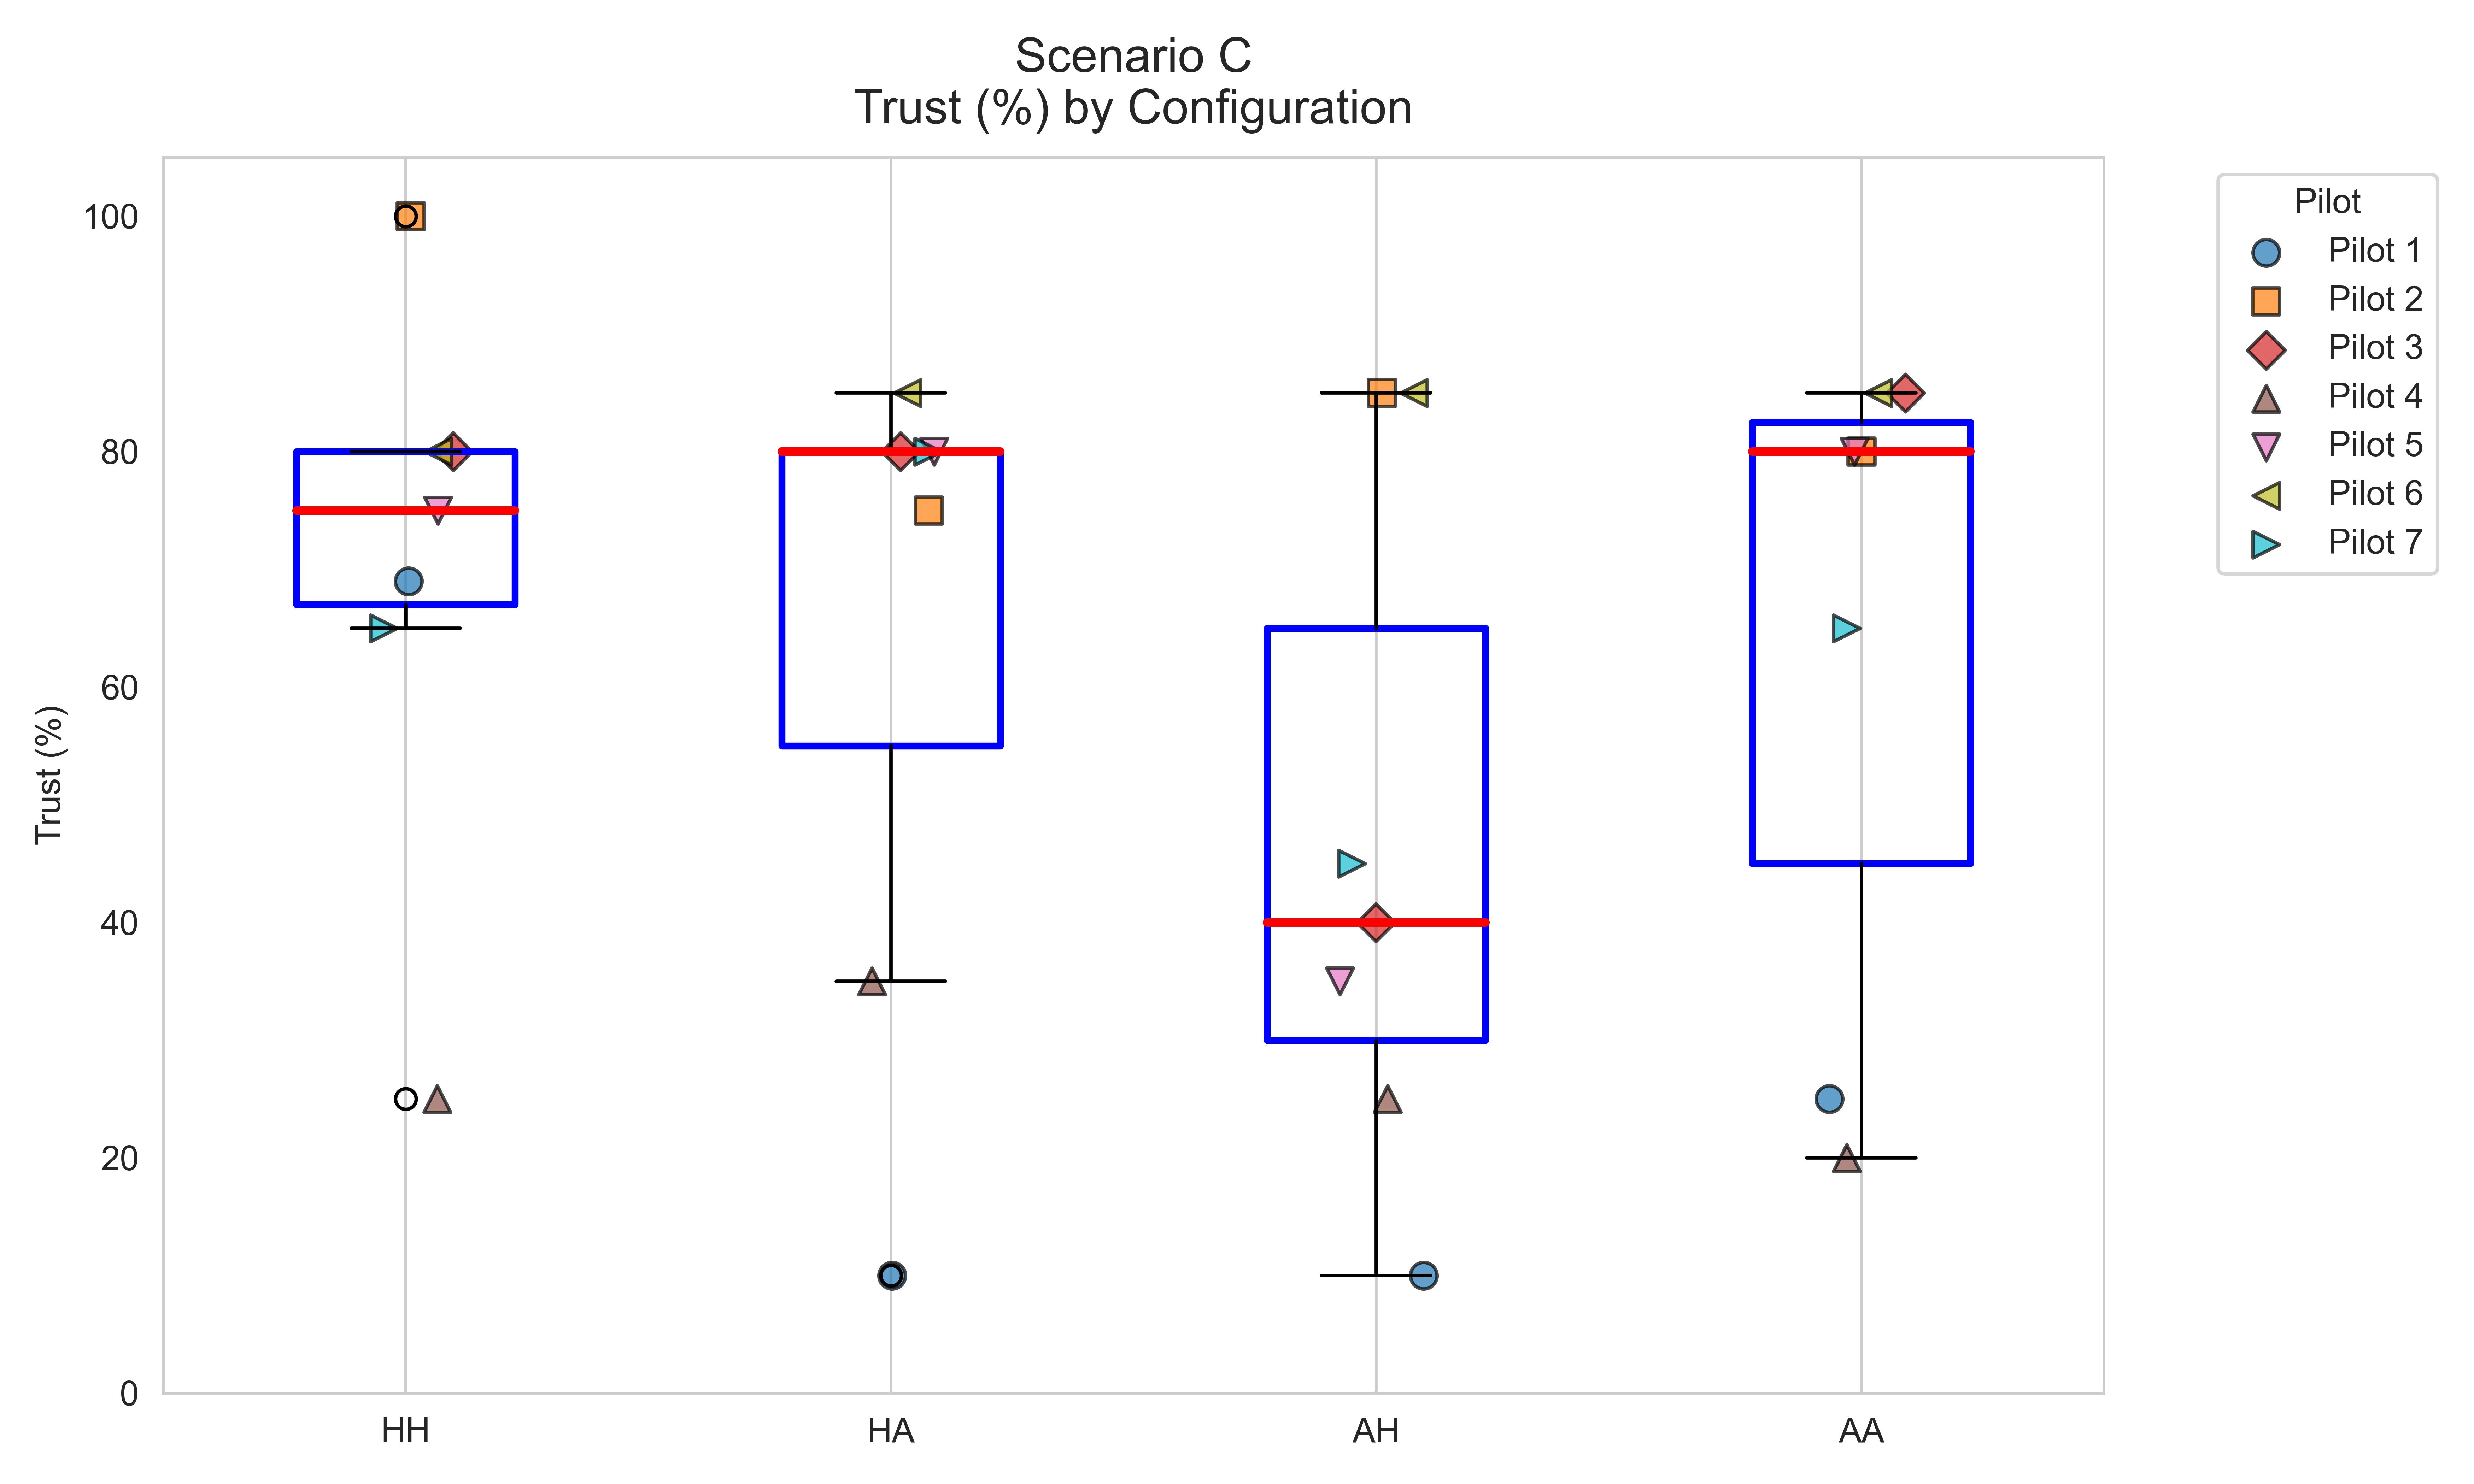 Scenario C
Trust (%) by Configuration
Trust (%)
100
80
60
40
20
0
HH
HA
AH
AA
Pilot
Pilot 1
Pilot 2
Pilot 3
Pilot 4
Pilot 5
Pilot 6
Pilot 7